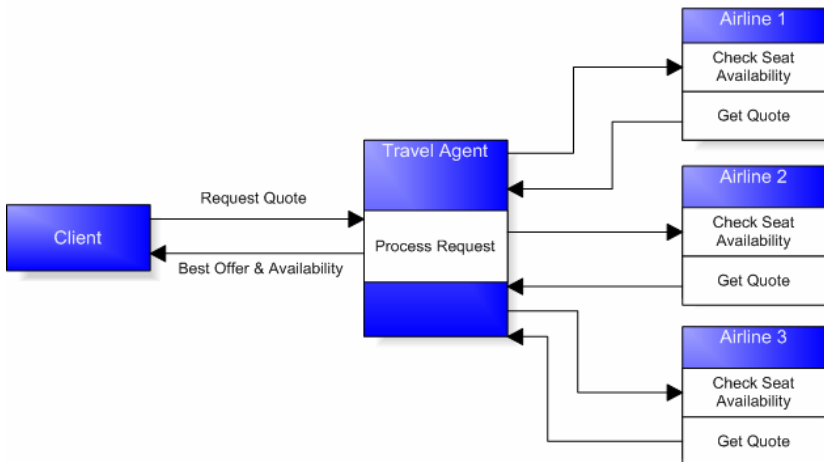 Client
Request Quote
Best Offer & Availability
Travel Agent
Process Request
Airline 1
Check Seat
Availability
Get Quote
Airline 2
Check Seat
Availability
Get Quote
Airline 3
Check Seat
Availability
Get Quote